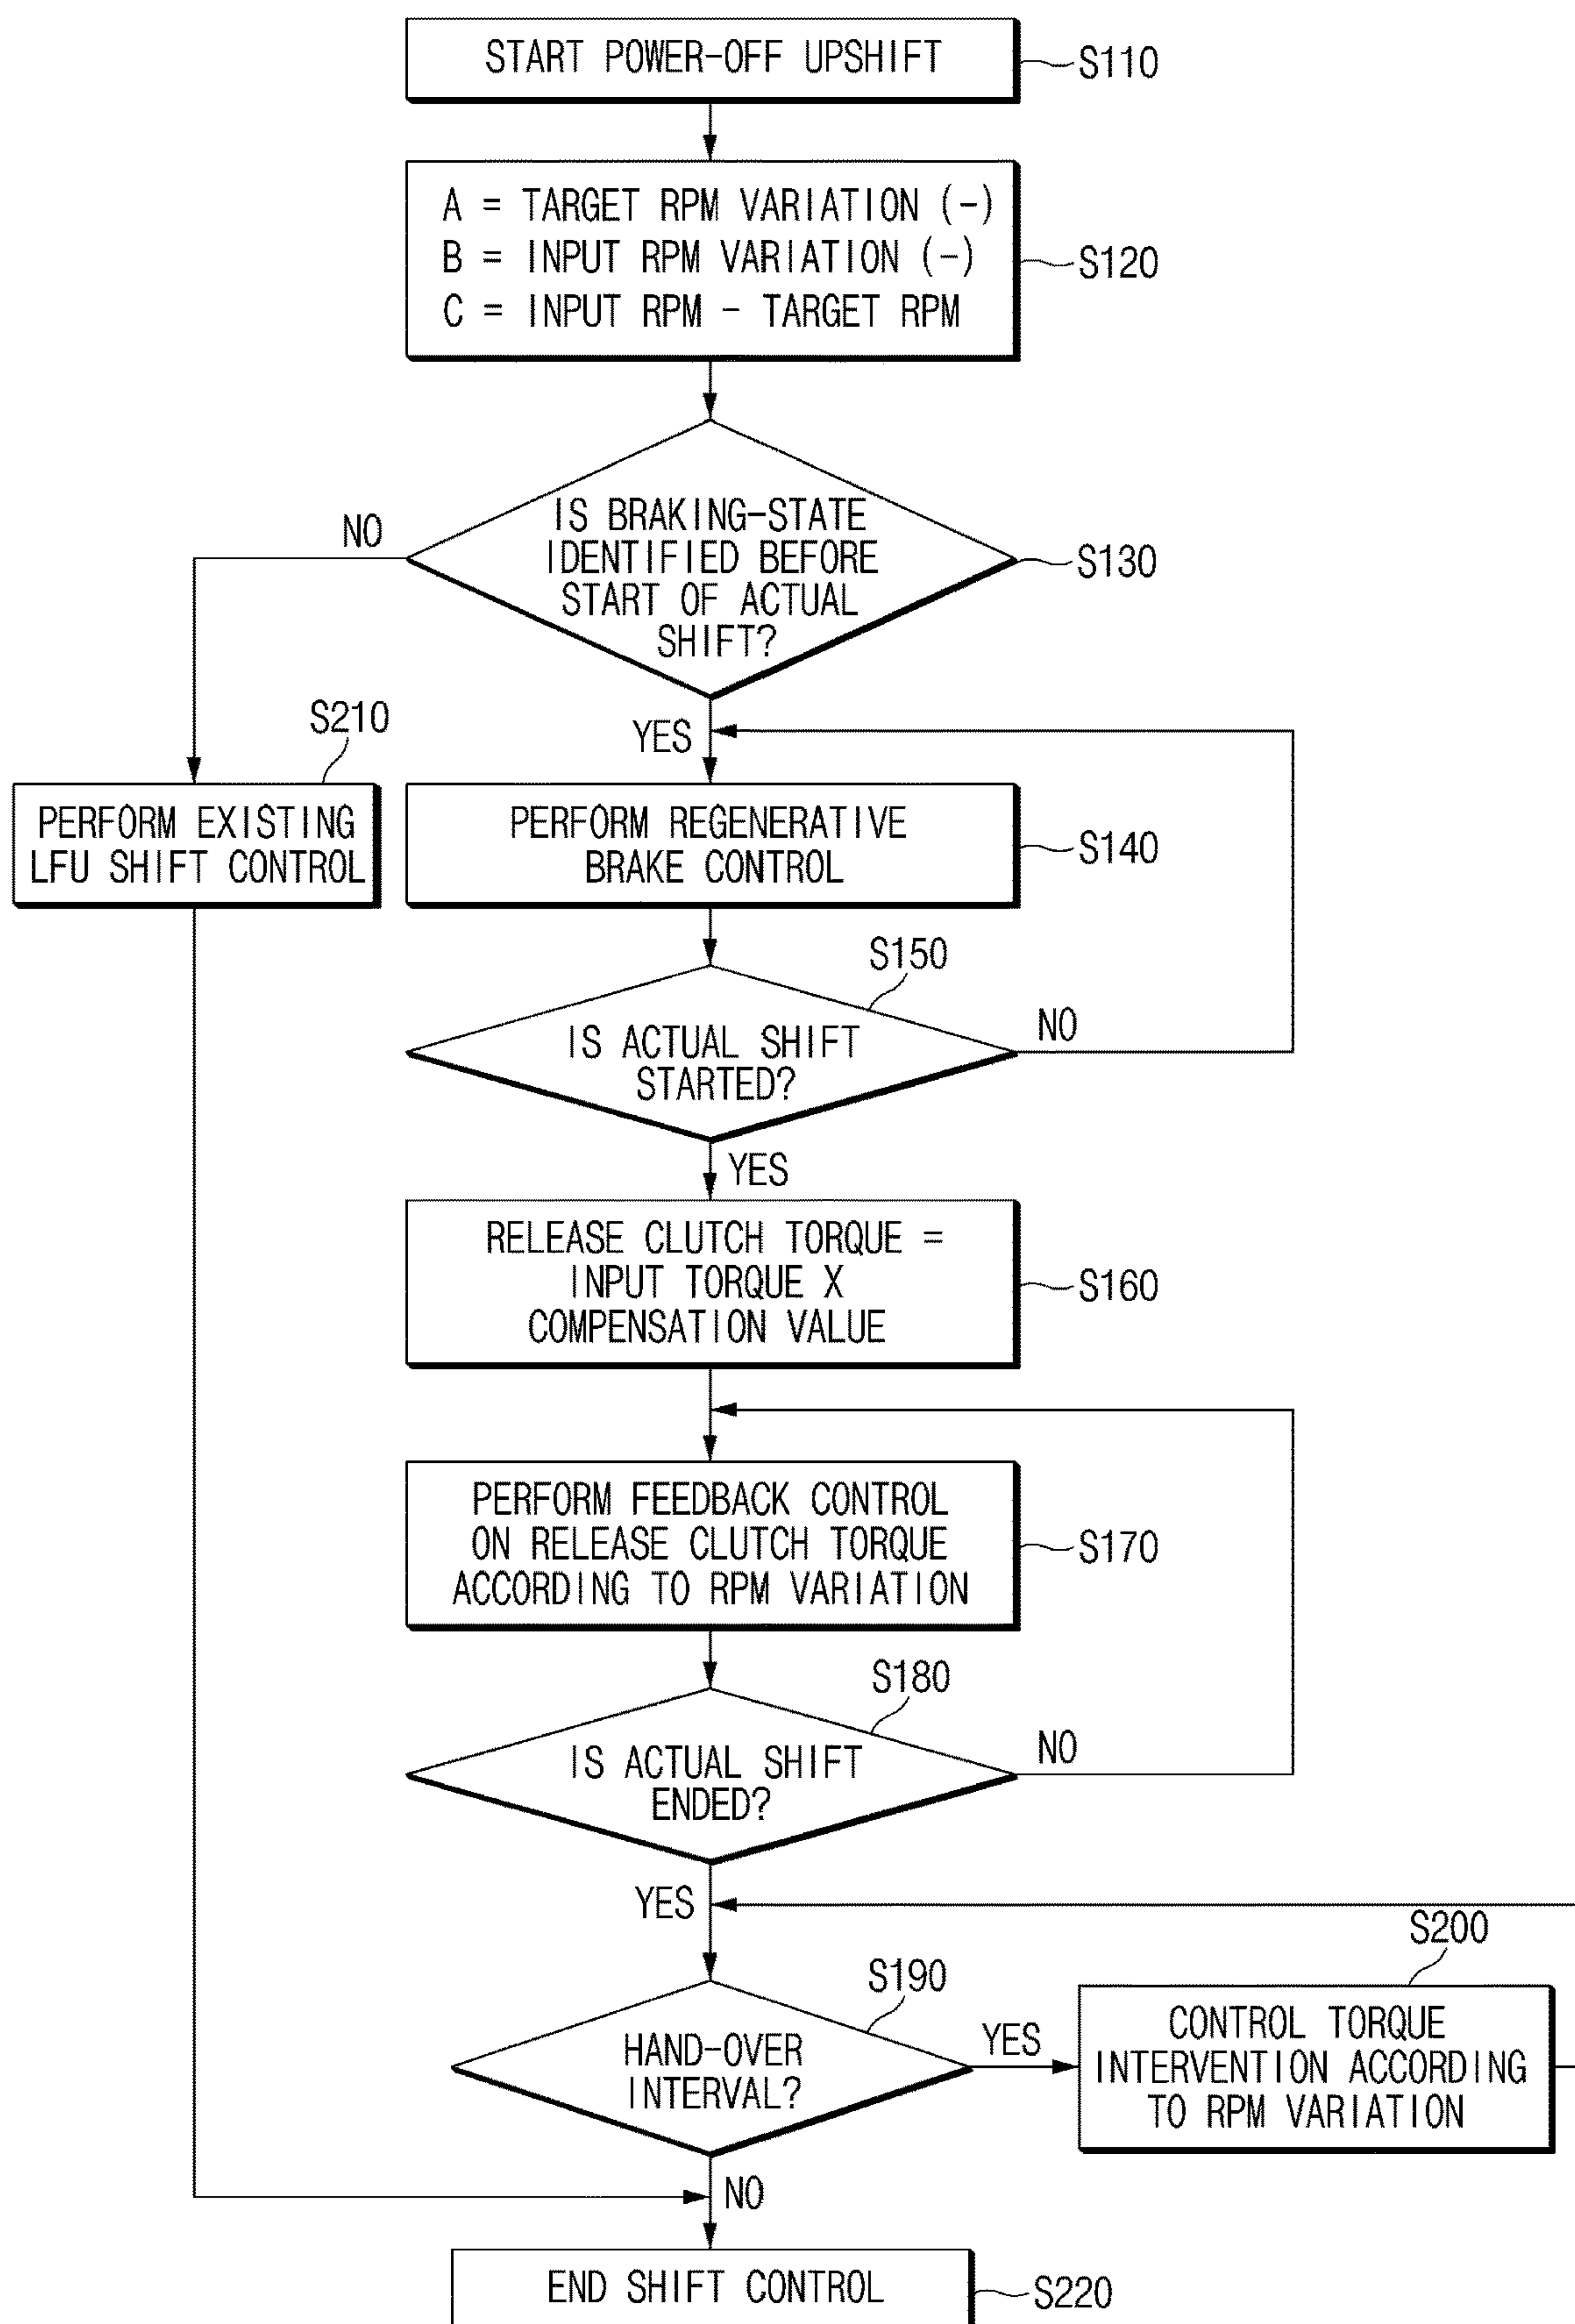 START POWER-OFF UPSHIFT
S110
A = TARGET RPM VARIATION (-)
B = INPUT RPM VARIATION (-)
C = INPUT RPM - TARGET RPM
S120
IS BRAKING-STATE
IDENTIFIED BEFORE
START OF ACTUAL
SHIFT?
S130
NO
YES
S210
PERFORM EXISTING
LFU SHIFT CONTROL
PERFORM REGENERATIVE
BRAKE CONTROL
S140
S150
IS ACTUAL SHIFT
STARTED?
NO
YES
RELEASE CLUTCH TORQUE =
INPUT TORQUE X
COMPENSATION VALUE
S160
PERFORM FEEDBACK CONTROL
ON RELEASE CLUTCH TORQUE
ACCORDING TO RPM VARIATION
S170
S180
IS ACTUAL SHIFT
ENDED?
NO
YES
S190
HAND-OVER
INTERVAL?
YES
S200
CONTROL TORQUE
INTERVENTION ACCORDING
TO RPM VARIATION
NO
END SHIFT CONTROL
S220